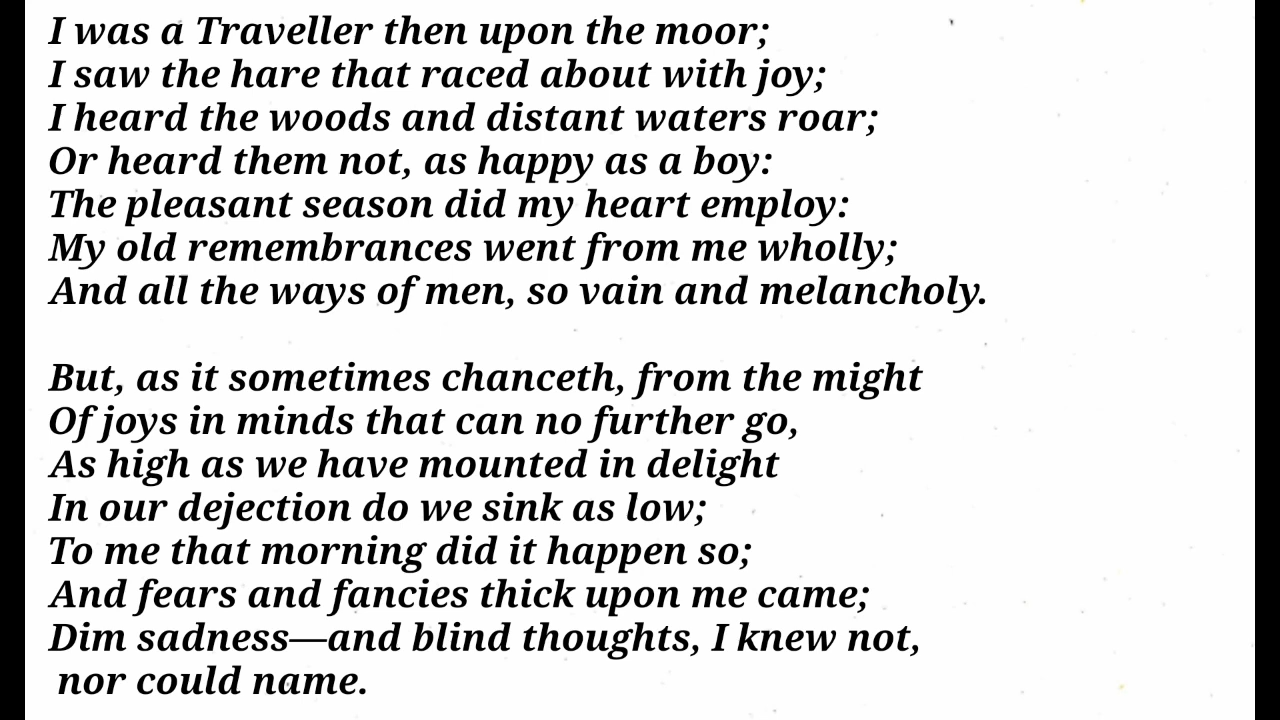 I was a Traveller then upon the moor;
I saw the hare that raced about with joy;
I heard the woods and distant waters roar;
Or heard them not, as happy as a boy:
The pleasant season did my heart employ:
My old remembrances went from me wholly;
And all the ways of men, so vain and melancholy.

But, as it sometimes chanceth, from the might
Of joys in minds that can no further go,
As high as we have mounted in delight
In our dejection do we sink as low;
To me that morning did it happen so;
And fears and fancies thick upon me came;
Dim sadness—and blind thoughts, I knew not,
nor could name.